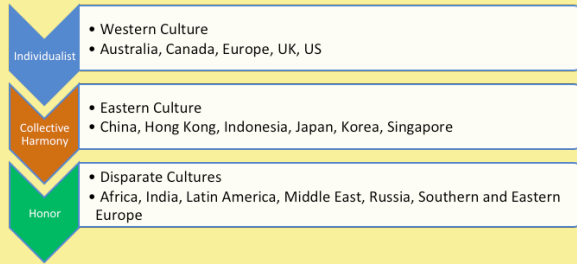 Individualist
• Western Culture
• Australia, Canada, Europe, UK, US
Collective
Harmony
• Eastern Culture
• China, Hong Kong, Indonesia, Japan, Korea, Singapore
Honor
• Disparate Cultures
• Africa, India, Latin America, Middle East, Russia, Southern and Eastern
Europe